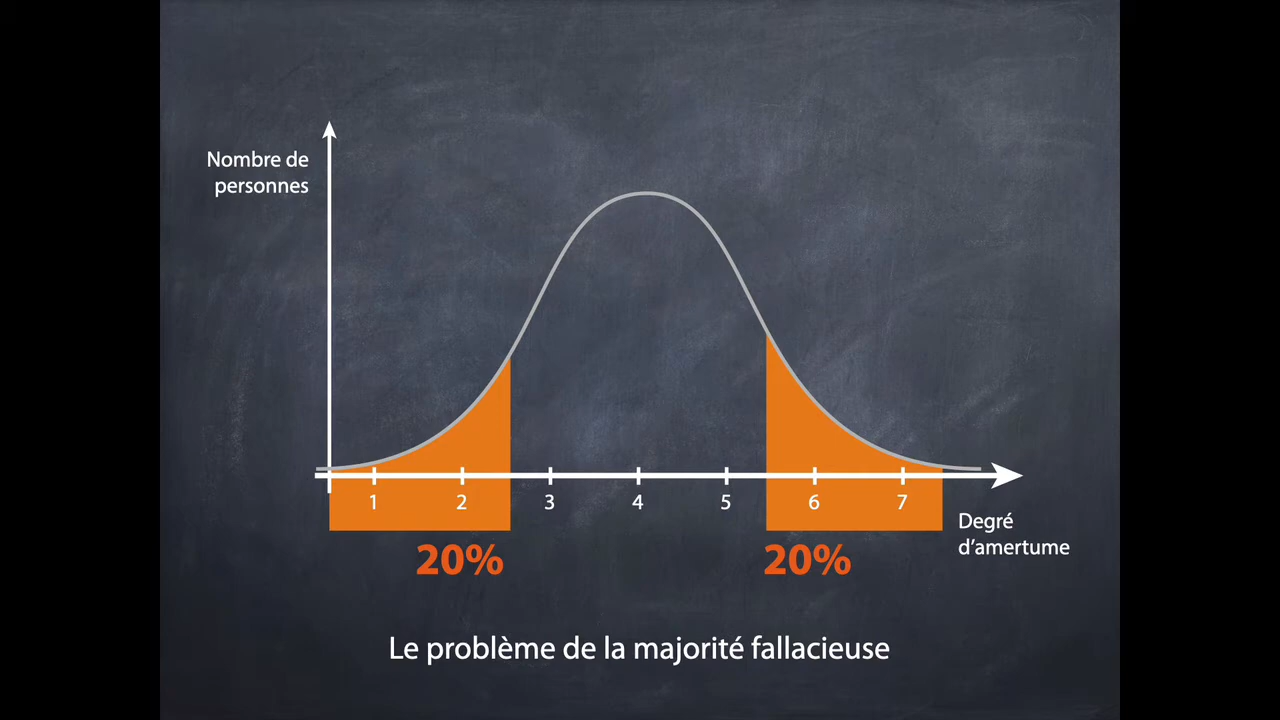 Nombre de
personnes
1 2 3 4 5 6 7
Degré
d’amertume
20% 20%
Le problème de la majorité fallacieuse